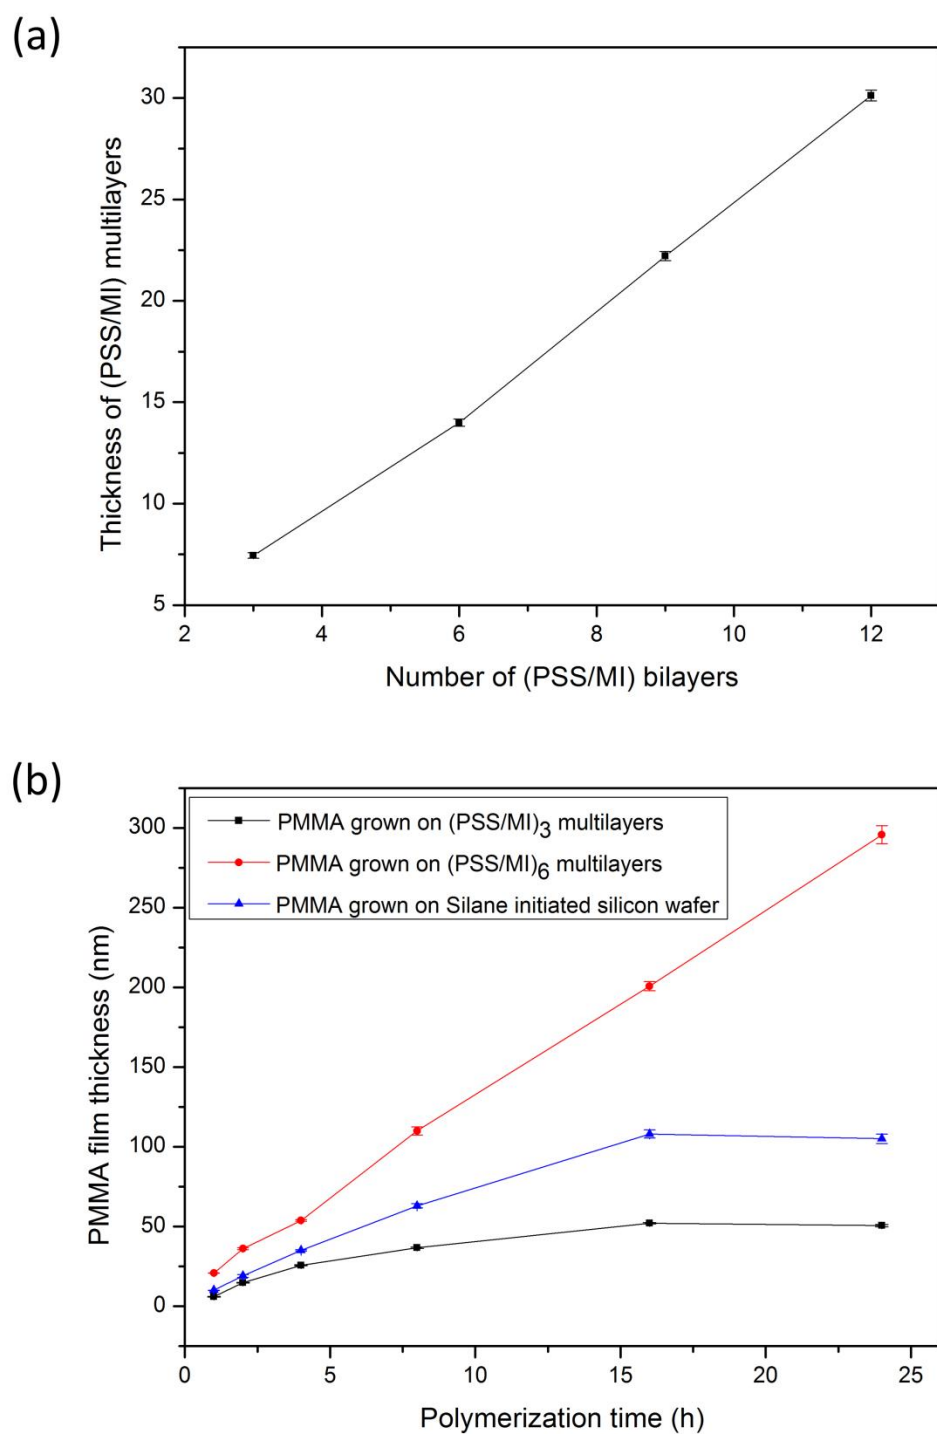 (a)
Thickness of (PSS/MI) multilayers
30
25
20
15
10
5
2 4 6 8 10 12
Number of (PSS/MI) bilayers
(b)
PMMA film thickness (nm)
PMMA grown on (PSS/MI)3 multilayers
PMMA grown on (PSS/MI)6 multilayers
PMMA grown on Silane initiated silicon wafer
300
250
200
150
100
50
0
0 5 10 15 20 25
Polymerization time (h)